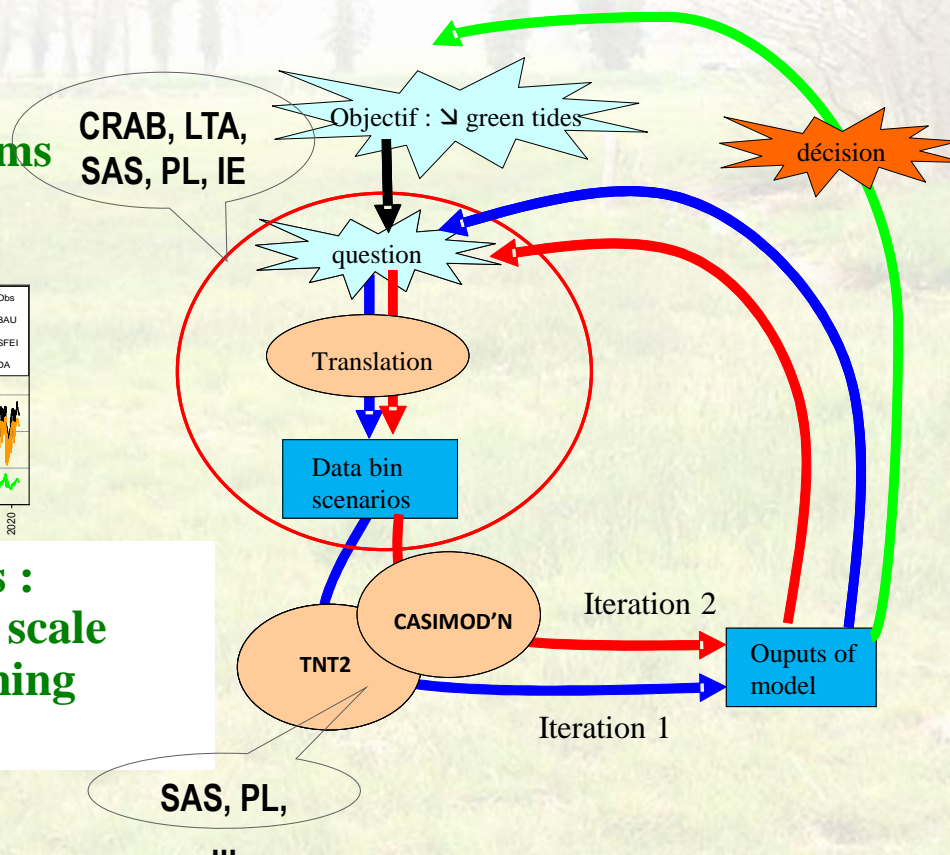 Objectif : ↘ green tides
CRAB, LTA,
SAS, PL, IE
ms
décision
question
Obs
BAU
SFEI
DA
Translation
Data bin
scenarios
2020
s :
scale
ning
CASIMOD'N
TNT2
Iteration 2
Ouputs of
model
Iteration 1
SAS, PL,